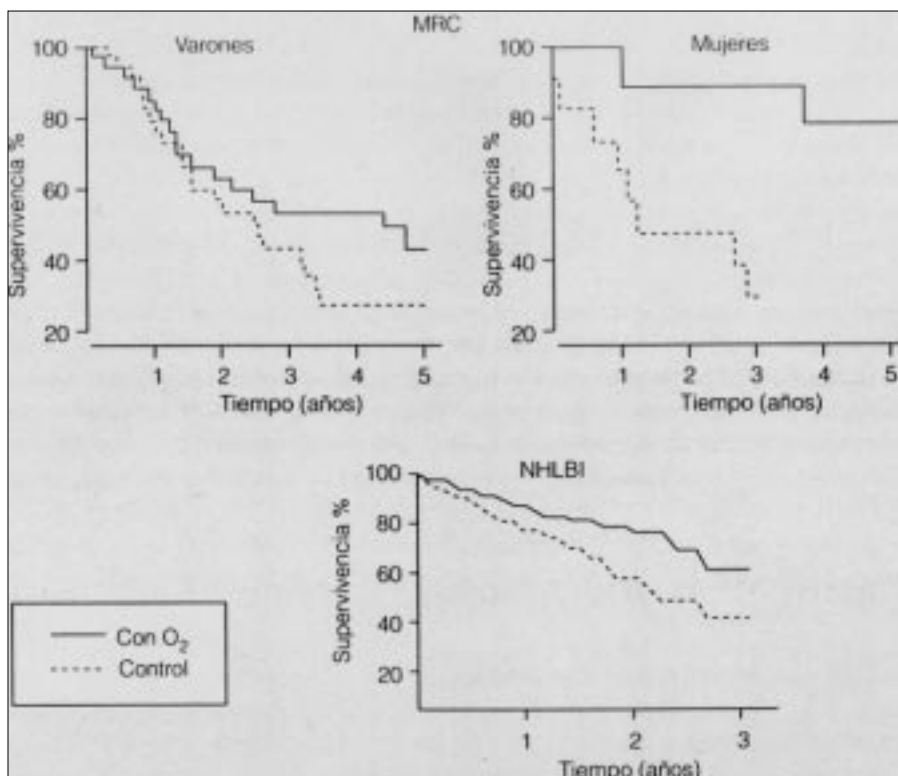 MRC
Varones
Supervivencia %
100
80
60
40
20
1 2 3 4 5
Tiempo (años)
Mujeres
Supervivencia %
100
80
60
40
20
1 2 3 4 5
Tiempo (años)
NHLBI
Supervivencia %
100
80
60
40
20
1 2 3
Tiempo (años)
Con O₂
Control